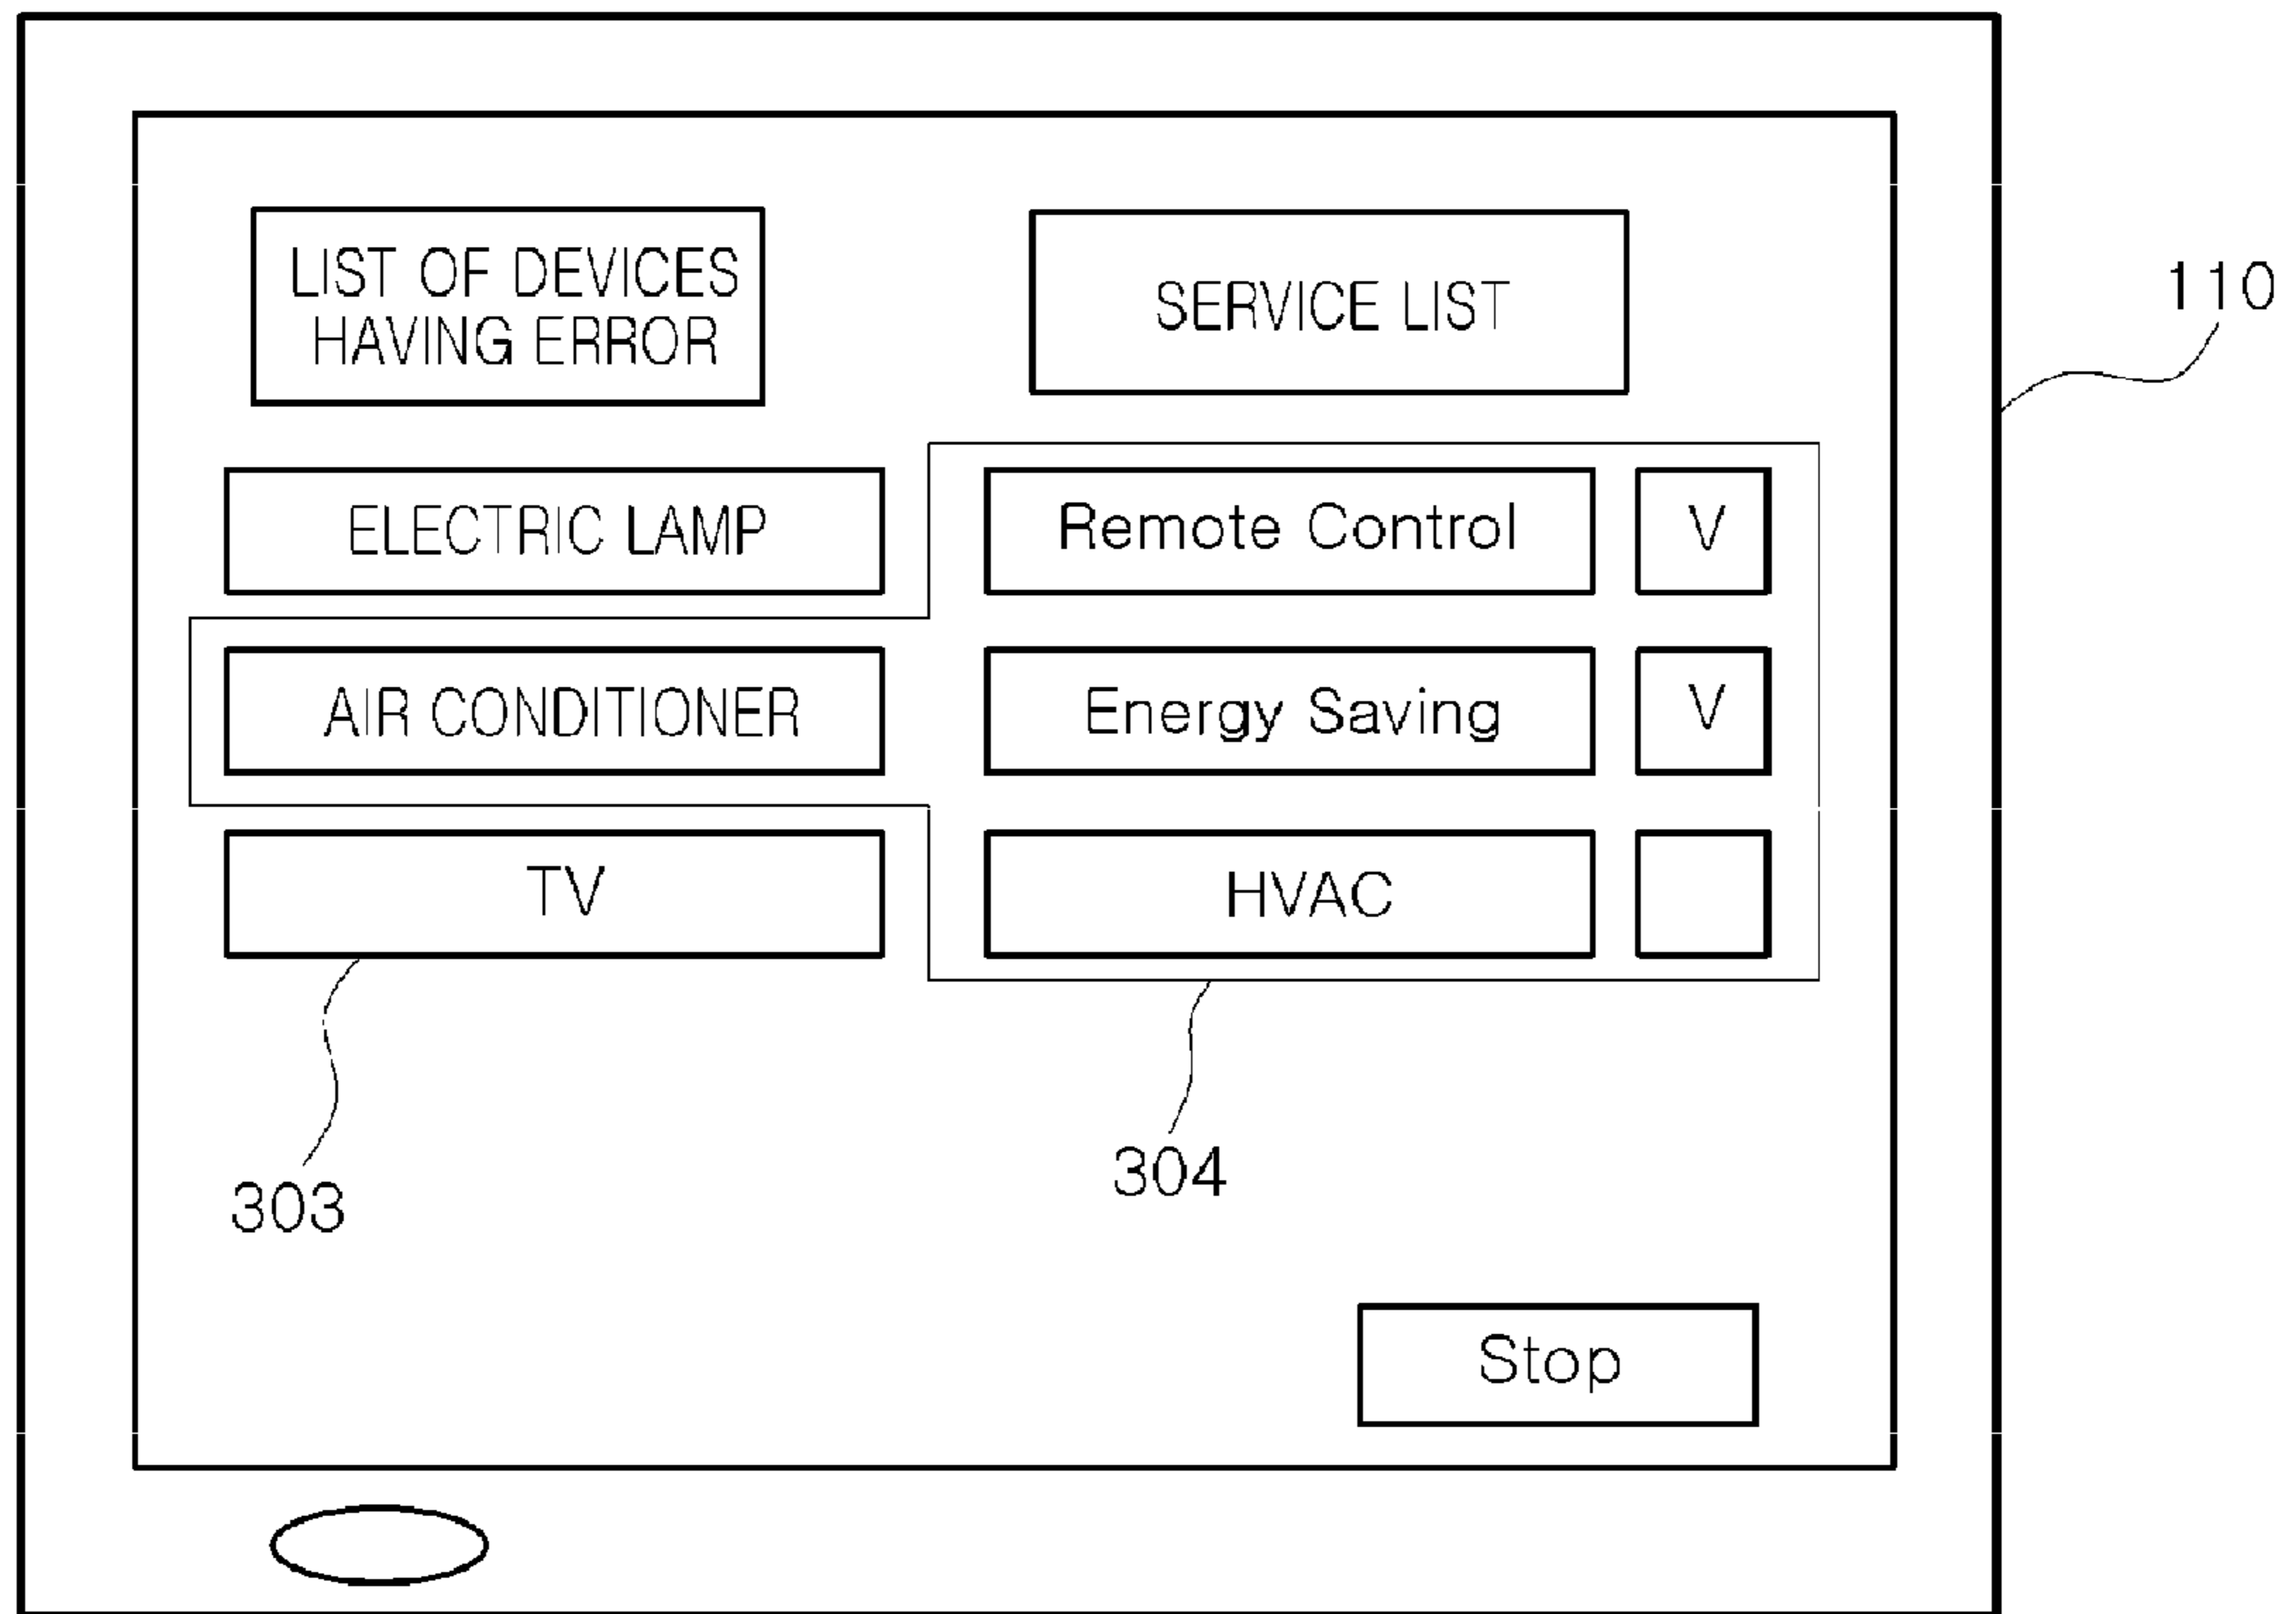 LIST OF DEVICES
HAVING ERROR
SERVICE LIST
110
ELECTRIC LAMP
Remote Control
V
AIR CONDITIONER
Energy Saving
V
TV
HVAC
303
304
Stop